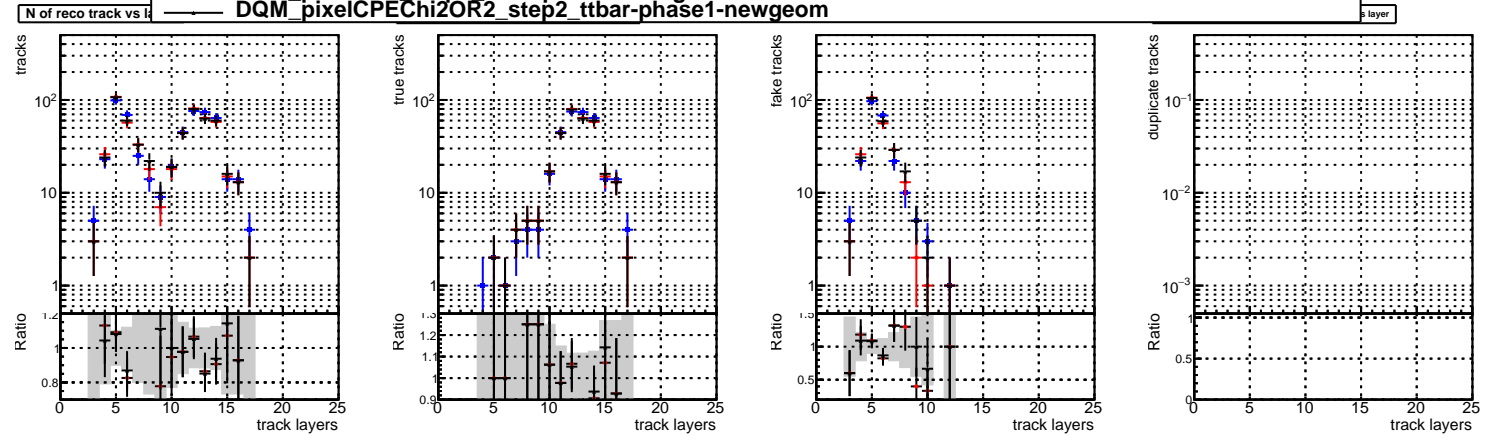 DQM_pixelCPEChi2OR2_step2_ttbar-phase1-newgeom
N of reco track vs la
s layer
tracks
10²
10
1
Ratio
1.2
1
0.8
0 5 10 15 20 25
track layers
true tracks
10²
10
1
Ratio
1.3
1.2
1.1
1
0.9
0 5 10 15 20 25
track layers
fake tracks
10²
10
1
Ratio
1.5
1
0.5
0 5 10 15 20 25
track layers
duplicate tracks
10⁻¹
10⁻²
10⁻³
Ratio
1
0.5
0
0 5 10 15 20 25
track layers